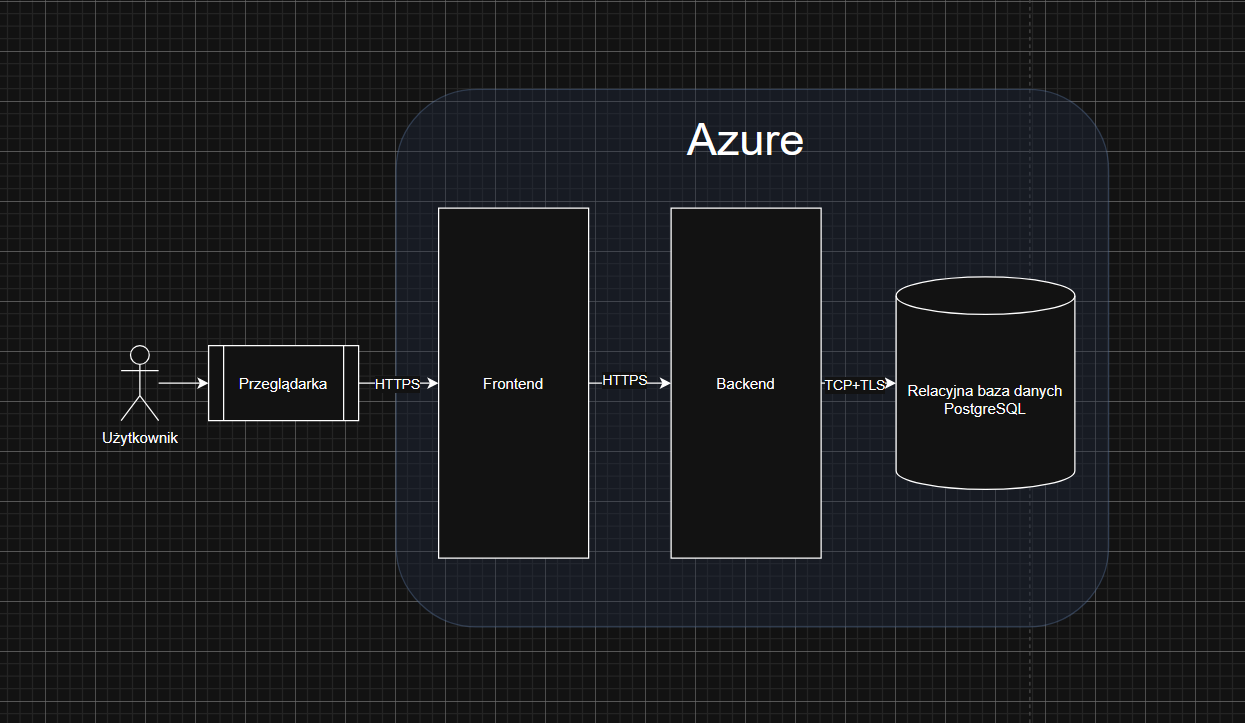 Azure
Użytkownik
Przeglądarka
HTTPS
Frontend
HTTPS
Backend
TCP+TLS
Relacyjna baza danych
PostgreSQL